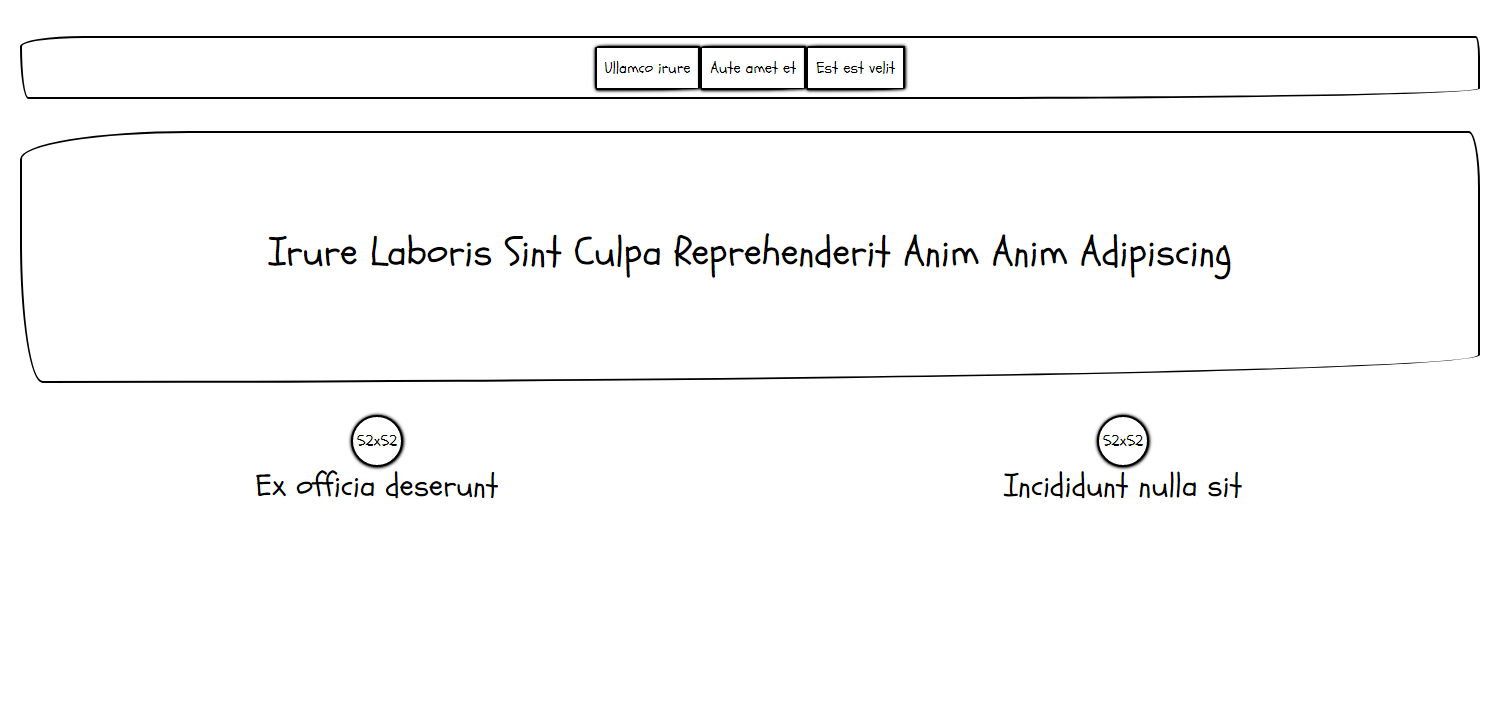 Ullamco irure Aute amet et Est est velit
Irure Laboris Sint Culpa Reprehenderit Anim Anim Adipiscing
52x52 52x52
Ex officia deserunt Incididunt nulla sit